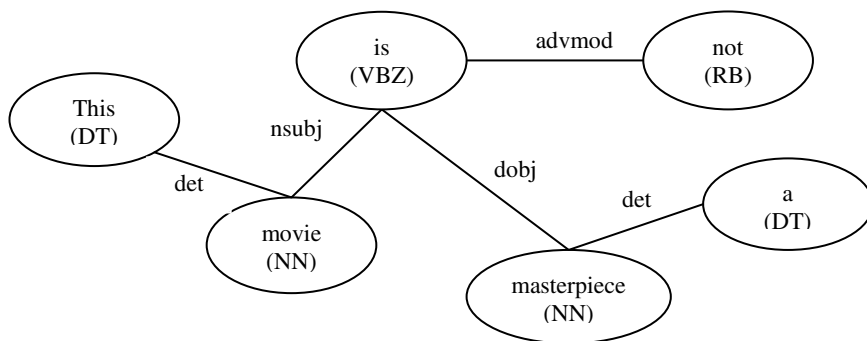 is
(VBZ)
advmod
not
(RB)
This
(DT)
nsubj
det
dobj
det
a
(DT)
movie
(NN)
masterpiece
(NN)